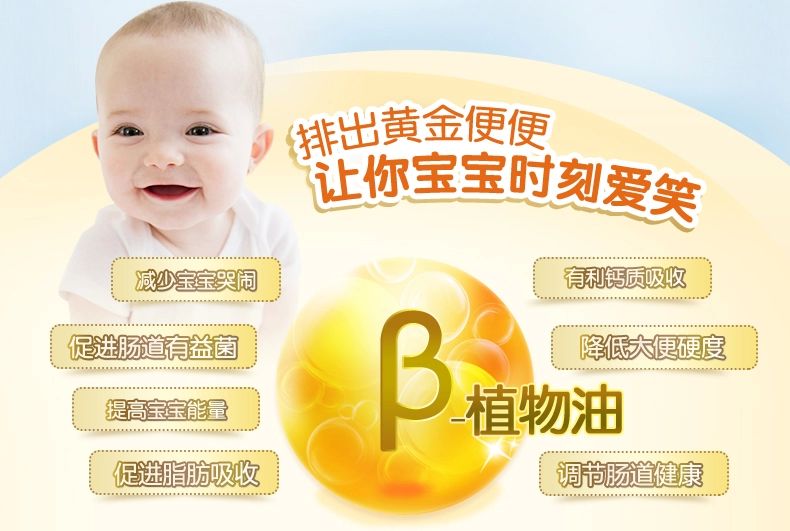 排出黄金便便
让你宝宝时刻爱笑
减少宝宝哭闹
促进肠道有益菌
提高宝宝能量
促进脂肪吸收
β-植物油
有利钙质吸收
降低大便硬度
调节肠道健康